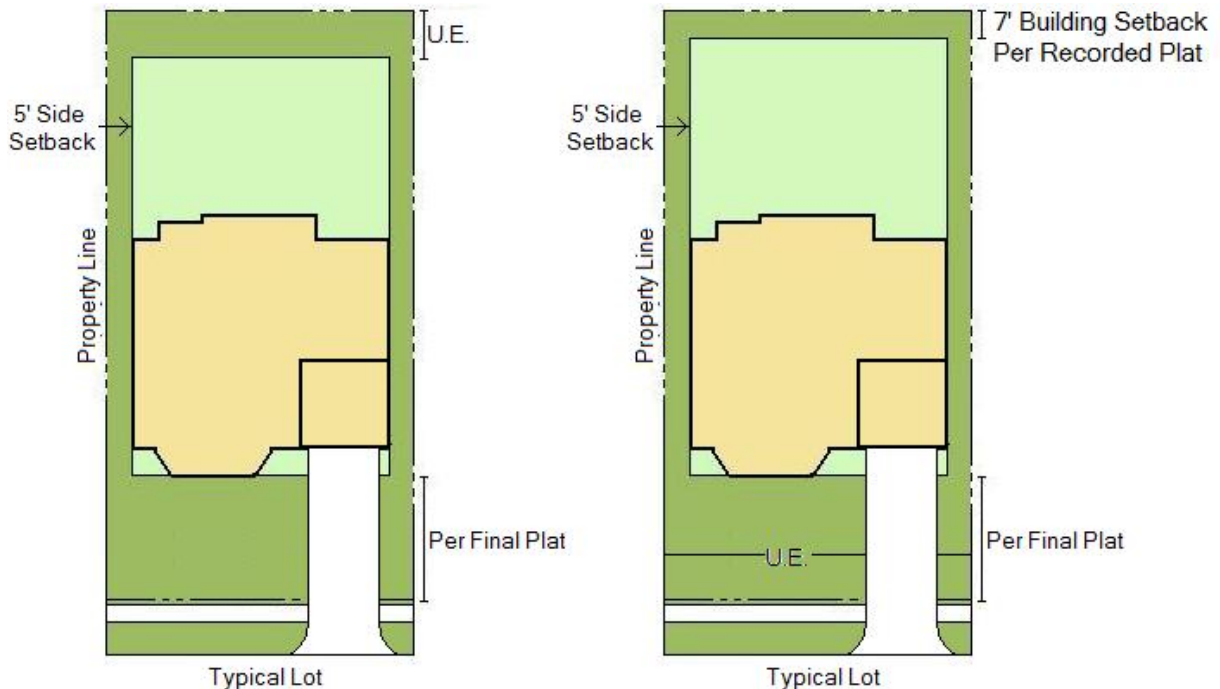 U.E.
5' Side
Setback
Property Line
Per Final Plat
Typical Lot
7' Building Setback
Per Recorded Plat
5' Side
Setback
Property Line
Per Final Plat
U.E.
Typical Lot